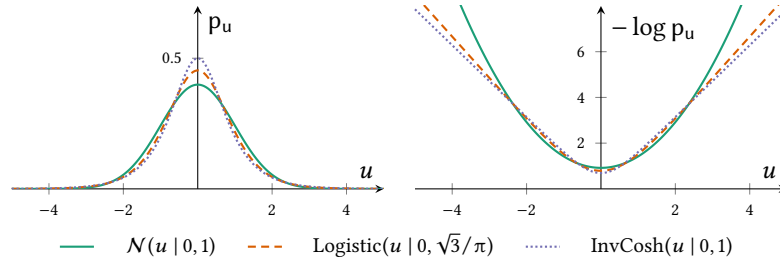 p_u
− log p_u
0.5
6
4
2
u
u
−4 −2 2 4
−4 −2 2 4
𝒩(u | 0, 1) Logistic(u | 0, √3/π) InvCosh(u | 0, 1)